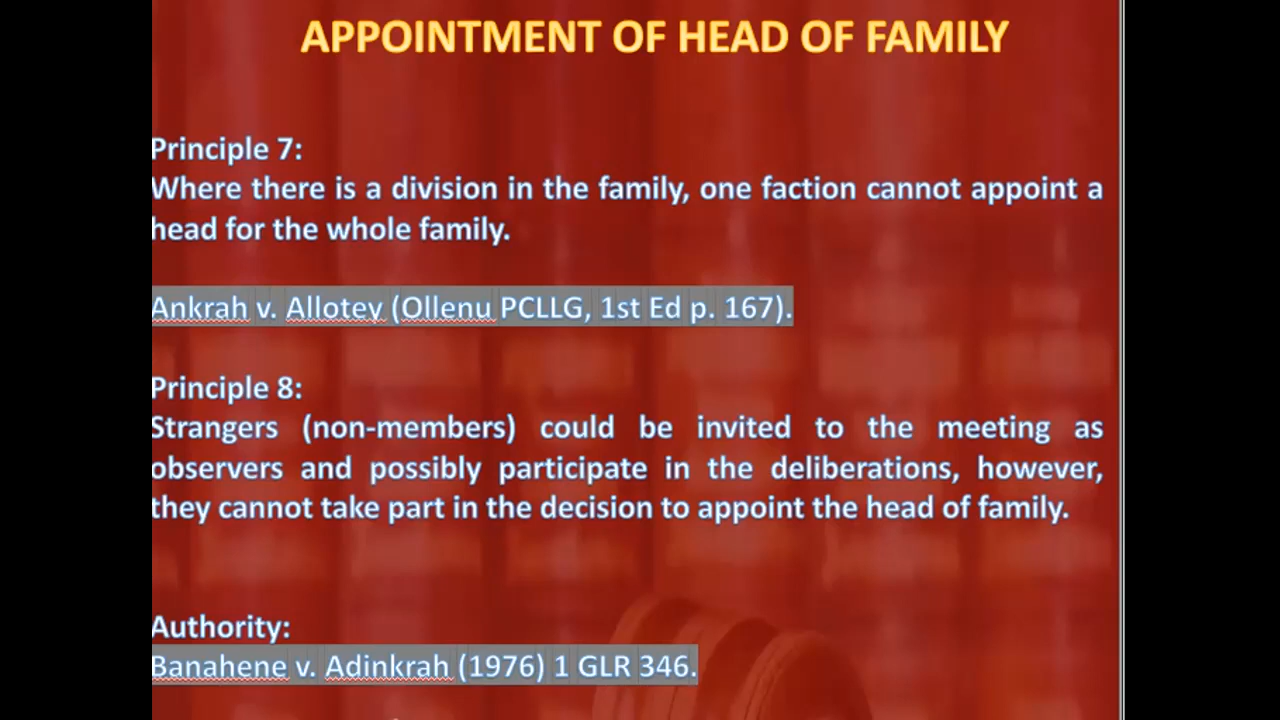 APPOINTMENT OF HEAD OF FAMILY
Principle 7:
Where there is a division in the family, one faction cannot appoint a
head for the whole family.
Ankrah v. Allotey (Ollenu PCLLG, 1st Ed p. 167).
Principle 8:
Strangers (non-members) could be invited to the meeting as
observers and possibly participate in the deliberations, however,
they cannot take part in the decision to appoint the head of family.
Authority:
Banahene v. Adinkrah (1976) 1 GLR 346.